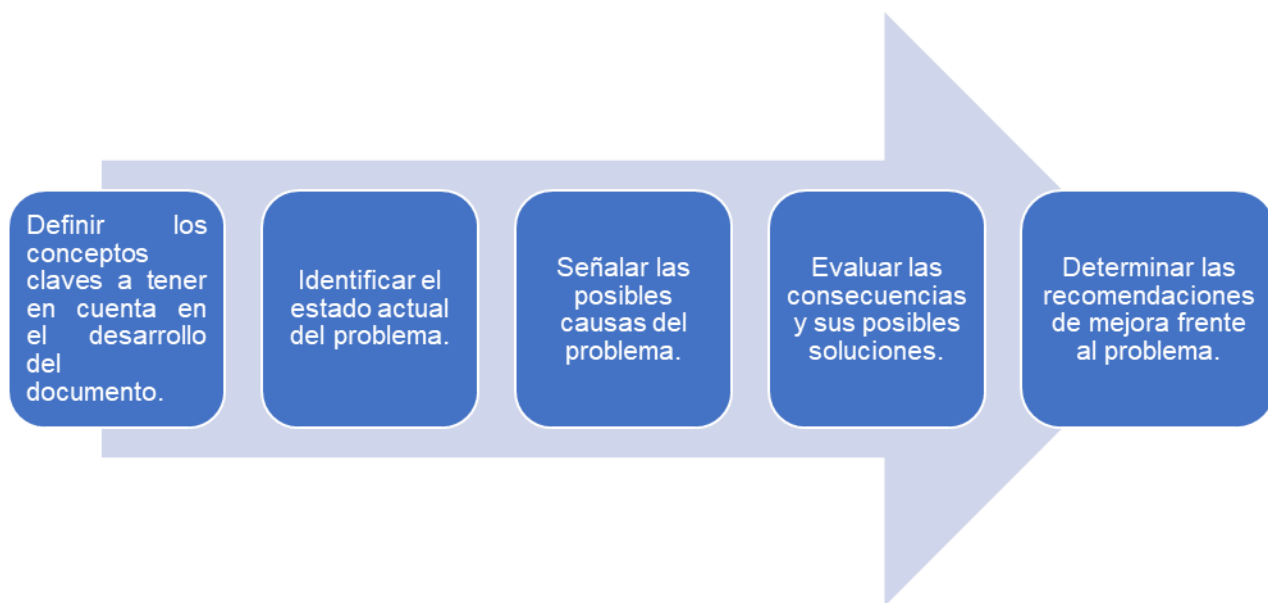 Definir los
conceptos
claves a tener
en cuenta en
el desarrollo
del
documento.
Identificar el
estado actual
del problema.
Señalar las
posibles
causas del
problema.
Evaluar las
consecuencias
y sus posibles
soluciones.
Determinar las
recomendaciones
de mejora frente
al problema.